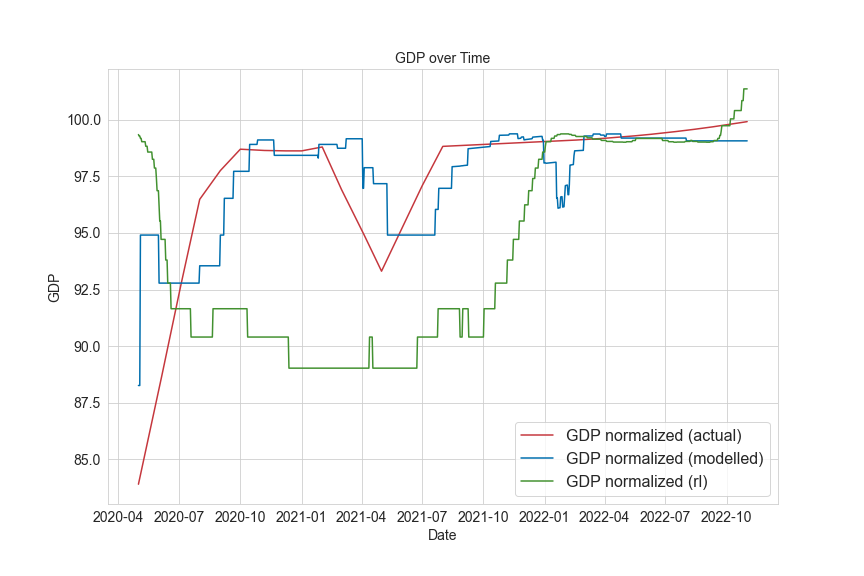 GDP over Time
GDP
100.0
97.5
95.0
92.5
90.0
87.5
85.0
GDP normalized (actual)
GDP normalized (modelled)
GDP normalized (rl)
2020-04 2020-07 2020-10 2021-01 2021-04 2021-07 2021-10 2022-01 2022-04 2022-07 2022-10
Date